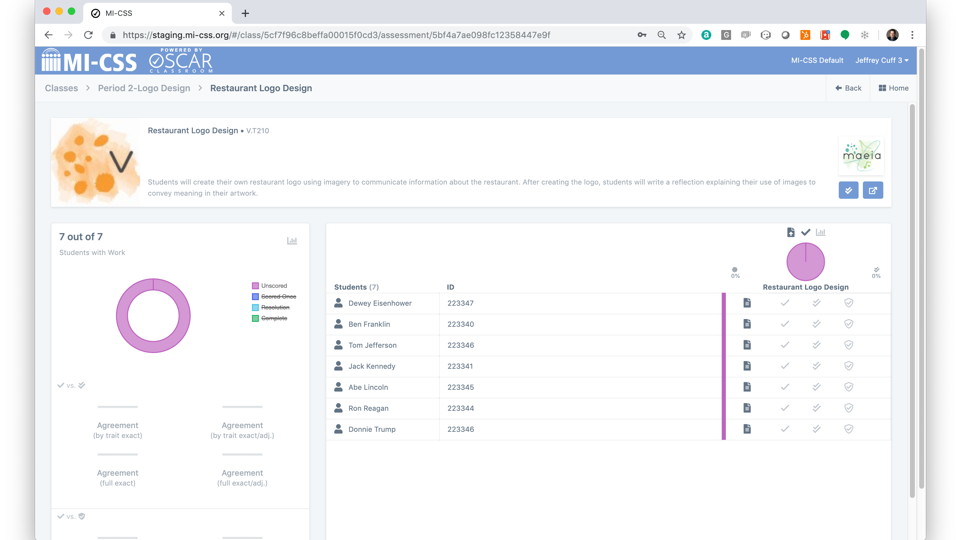 MI-CSS
https://staging.mi-css.org/#/class/5cf7f96c8beffa00015f0cd3/assessment/5bf4a7ae098fc12358447e9f
MI-CSS
POWERED BY
OSCAR
CLASSROOM
MI-CSS Default
Jeffrey Cuff 3
Classes > Period 2-Logo Design > Restaurant Logo Design
Back
Home
Restaurant Logo Design • V.T210
V
maeia
Students will create their own restaurant logo using imagery to communicate information about the restaurant. After creating the logo, students will write a reflection explaining their use of images to
convey meaning in their artwork.
7 out of 7
Students with Work
Unscored
Scored Once
Resolution
Complete
vs.
Agreement
(by trait exact)
Agreement
(by trait exact/adj.)
Agreement
(full exact)
Agreement
(full exact/adj.)
vs.
0%
0%
Students (7)
ID
Restaurant Logo Design
Dewey Eisenhower
223347
Ben Franklin
223340
Tom Jefferson
223346
Jack Kennedy
223341
Abe Lincoln
223345
Ron Reagan
223344
Donnie Trump
223346